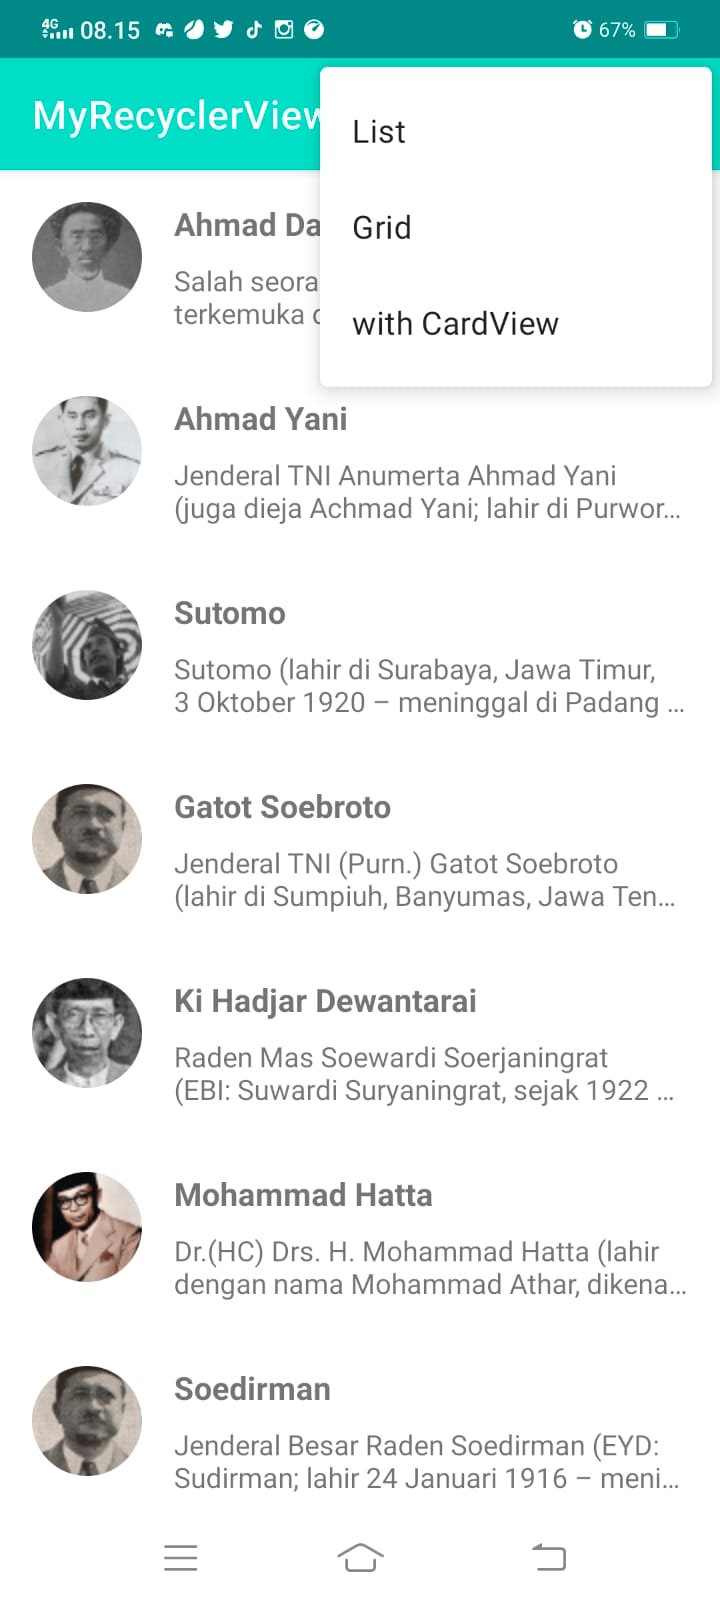 4G 08.15 67%
MyRecyclerView
List
Grid
with CardView
Ahmad Da
Salah seora
terkemuka
Ahmad Yani
Jenderal TNI Anumerta Ahmad Yani
(juga dieja Achmad Yani; lahir di Purwor...
Sutomo
Sutomo (lahir di Surabaya, Jawa Timur,
3 Oktober 1920 – meninggal di Padang ...
Gatot Soebroto
Jenderal TNI (Purn.) Gatot Soebroto
(lahir di Sumpiuh, Banyumas, Jawa Ten...
Ki Hadjar Dewantarai
Raden Mas Soewardi Soerjaningrat
(EBI: Suwardi Suryaningrat, sejak 1922 ...
Mohammad Hatta
Dr.(HC) Drs. H. Mohammad Hatta (lahir
dengan nama Mohammad Athar, dikena...
Soedirman
Jenderal Besar Raden Soedirman (EYD:
Sudirman; lahir 24 Januari 1916 – meni...